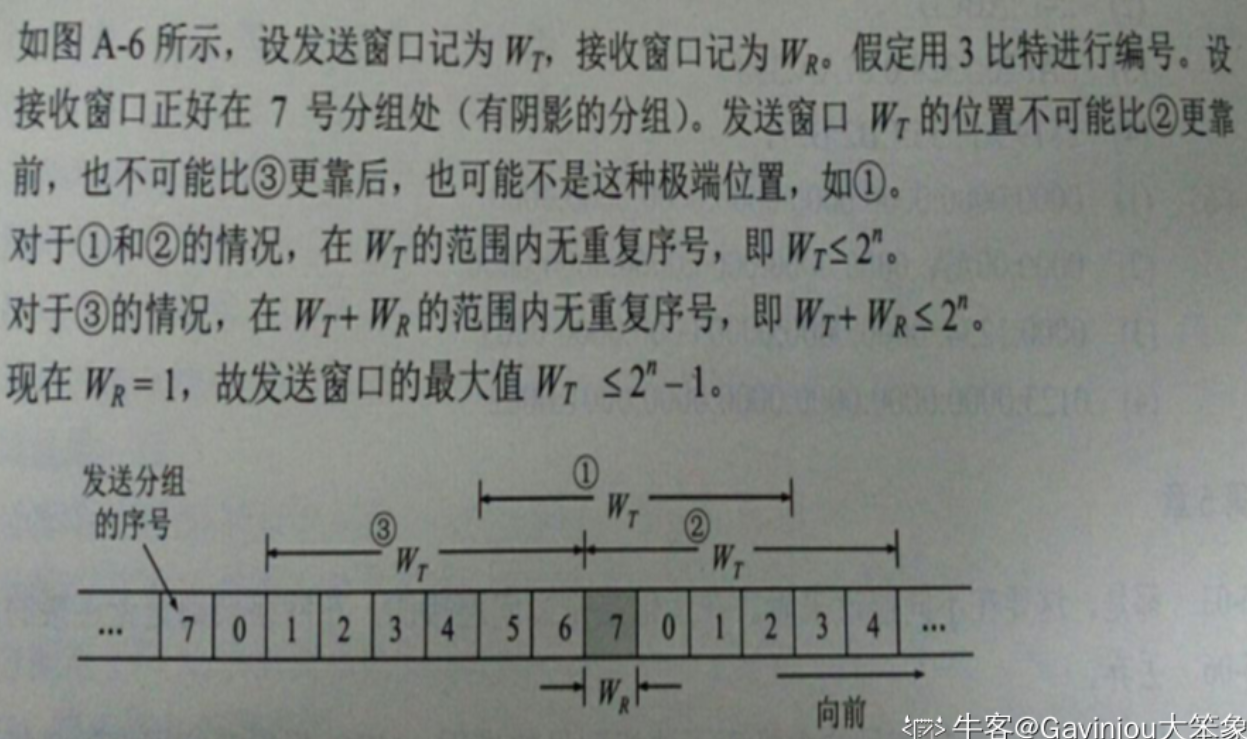 如图 A-6 所示，设发送窗口记为 W_T，接收窗口记为 W_R。假定用 3 比特进行编号。设
接收窗口正好在 7 号分组处（有阴影的分组）。发送窗口 W_T 的位置不可能比②更靠
前，也不可能比③更靠后，也可能不是这种极端位置，如①。
对于①和②的情况，在 W_T 的范围内无重复序号，即 W_T≤2^n。
对于③的情况，在 W_T+ W_R 的范围内无重复序号，即 W_T+ W_R≤2^n。
现在 W_R=1，故发送窗口的最大值 W_T ≤2^n−1。
发送分组
的序号
①
W_T
③
W_T
②
W_T
… 7 0 1 2 3 4 5 6 7 0 1 2 3 4 …
W_R
向前
牛客@Gavinjou大笨象